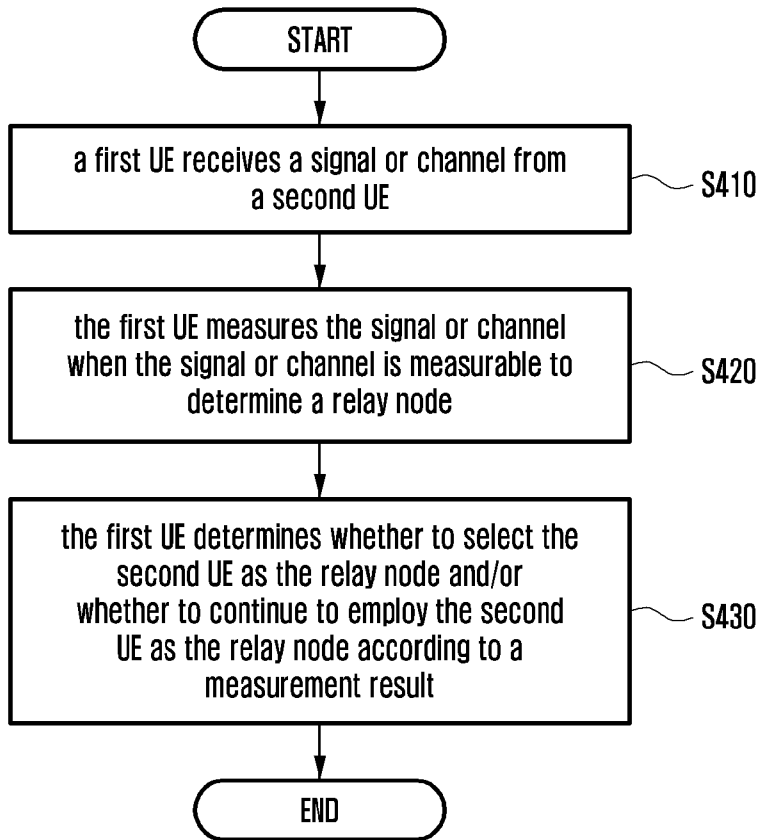 START
a first UE receives a signal or channel from
a second UE
S410
the first UE measures the signal or channel
when the signal or channel is measurable to
determine a relay node
S420
the first UE determines whether to select the
second UE as the relay node and/or
whether to continue to employ the second
UE as the relay node according to a
measurement result
S430
END